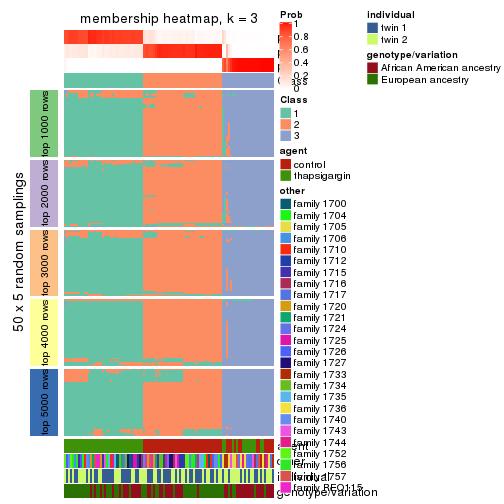 membership heatmap, k = 3
50 x 5 random samplings
top 1000 rows
top 2000 rows
top 3000 rows
top 4000 rows
top 5000 rows
Prob
1
0.8
0.6
0.4
0.2
0
Class
1
2
3
agent
control
thapsigargin
other
family 1700
family 1704
family 1705
family 1706
family 1710
family 1712
family 1715
family 1716
family 1717
family 1720
family 1721
family 1724
family 1725
family 1726
family 1727
family 1733
family 1734
family 1735
family 1736
family 1740
family 1743
family 1744
family 1752
family 1756
family 1757
family REQ1:15
individual
twin 1
twin 2
genotype/variation
African American ancestry
European ancestry
genotype/variation